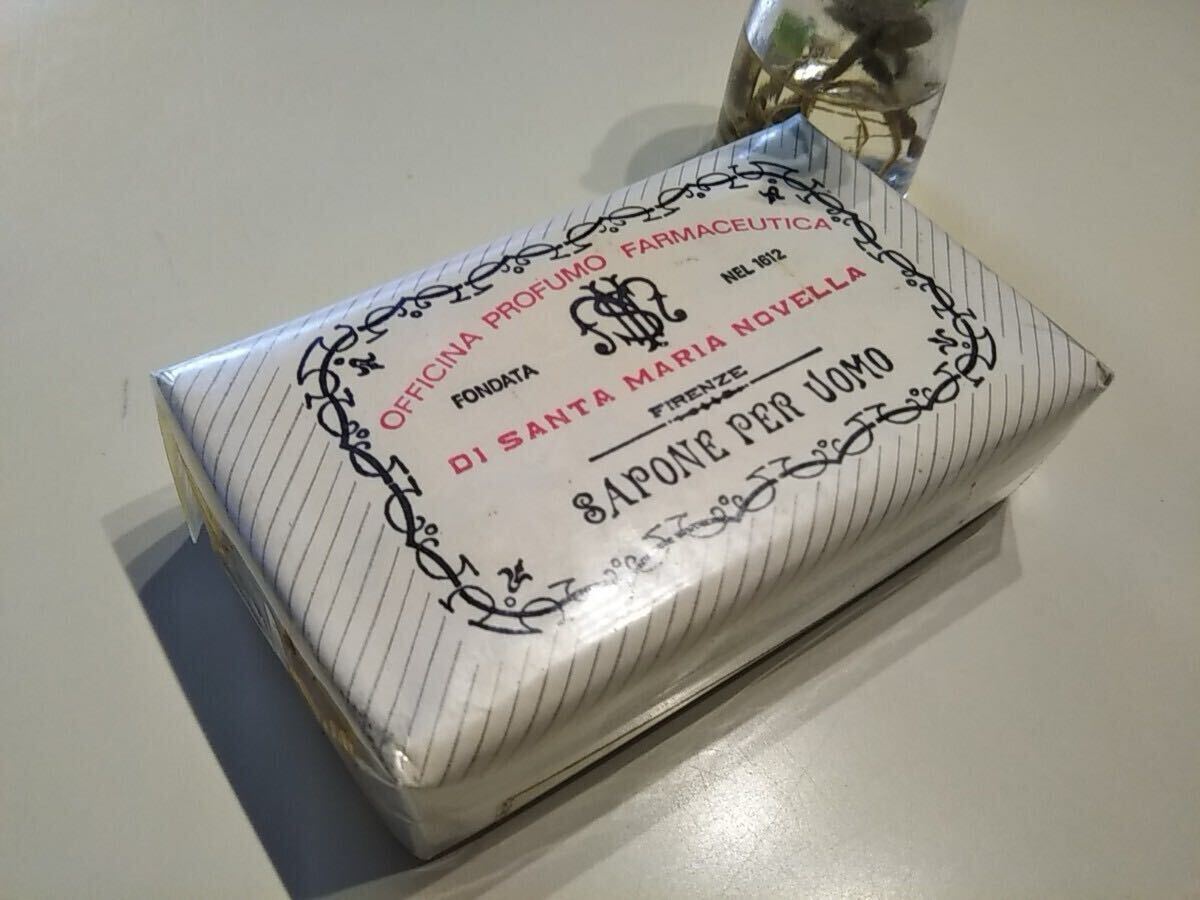 OFFICINA PROFUMO FARMACEUTICA
FONDATA NEL 1612
DI SANTA MARIA NOVELLA
FIRENZE
SAPONE PER UOMO